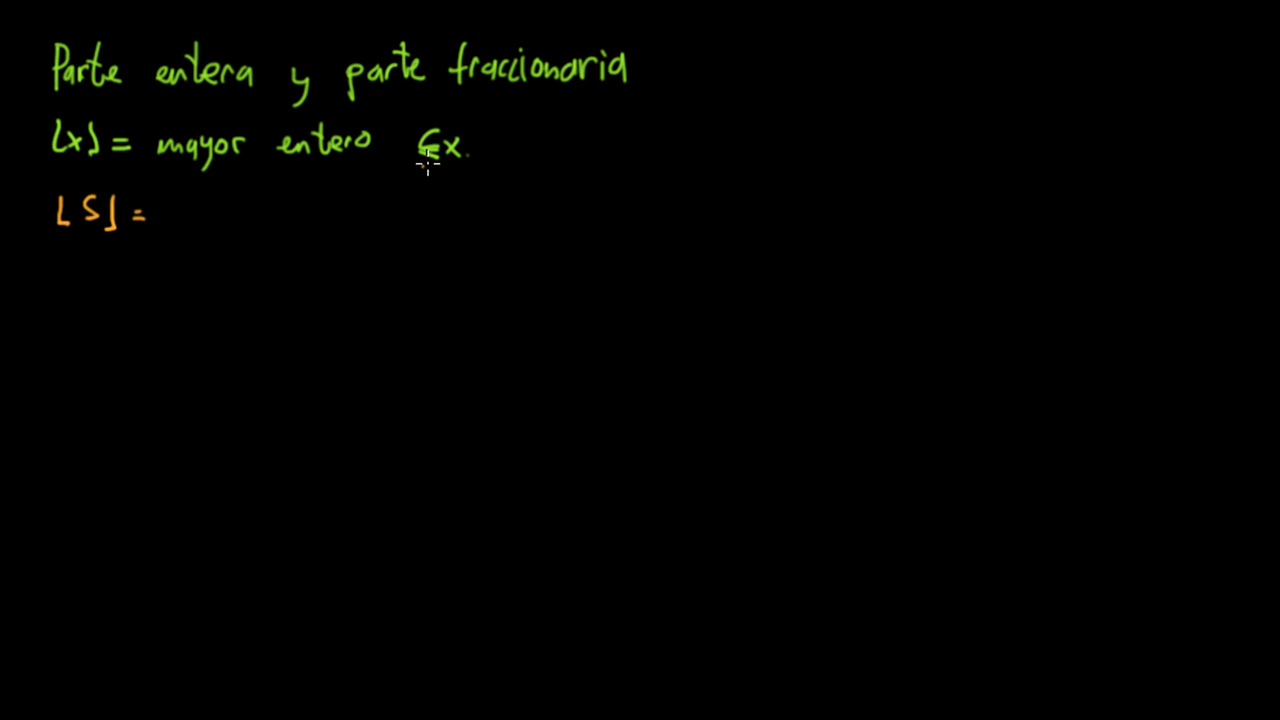 Parte entera y parte fraccionaria
⌊x⌋ = mayor entero ≤x.
⌊5⌋ =